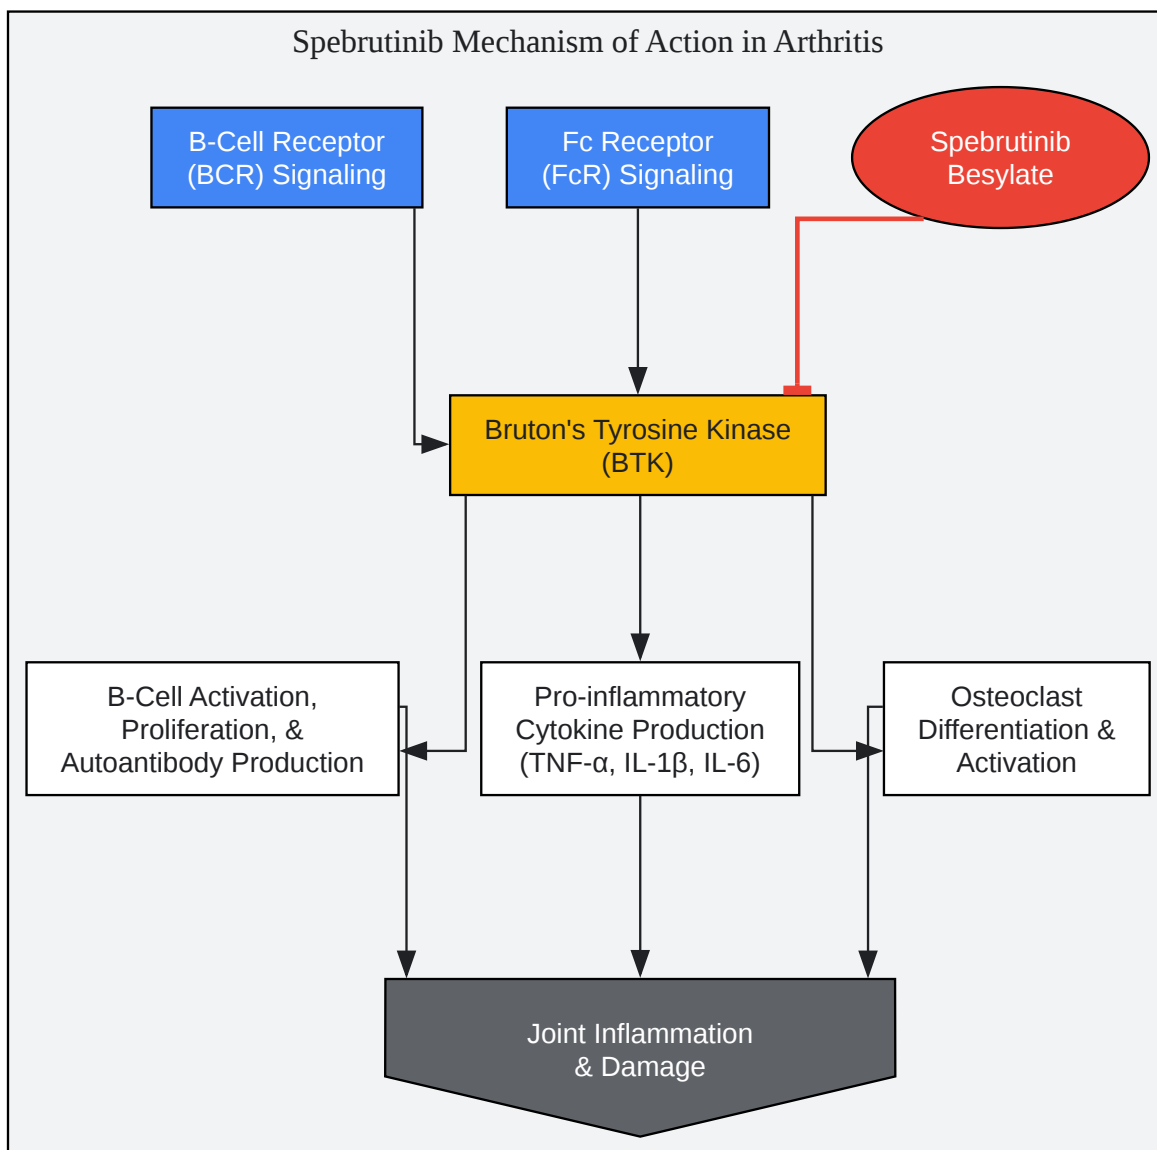 Spebrutinib Mechanism of Action in Arthritis
B-Cell Receptor
(BCR) Signaling
Fc Receptor
(FcR) Signaling
Spebrutinib
Besylate
Bruton's Tyrosine Kinase
(BTK)
B-Cell Activation,
Proliferation, &
Autoantibody Production
Pro-inflammatory
Cytokine Production
(TNF-α, IL-1β, IL-6)
Osteoclast
Differentiation &
Activation
Joint Inflammation
& Damage